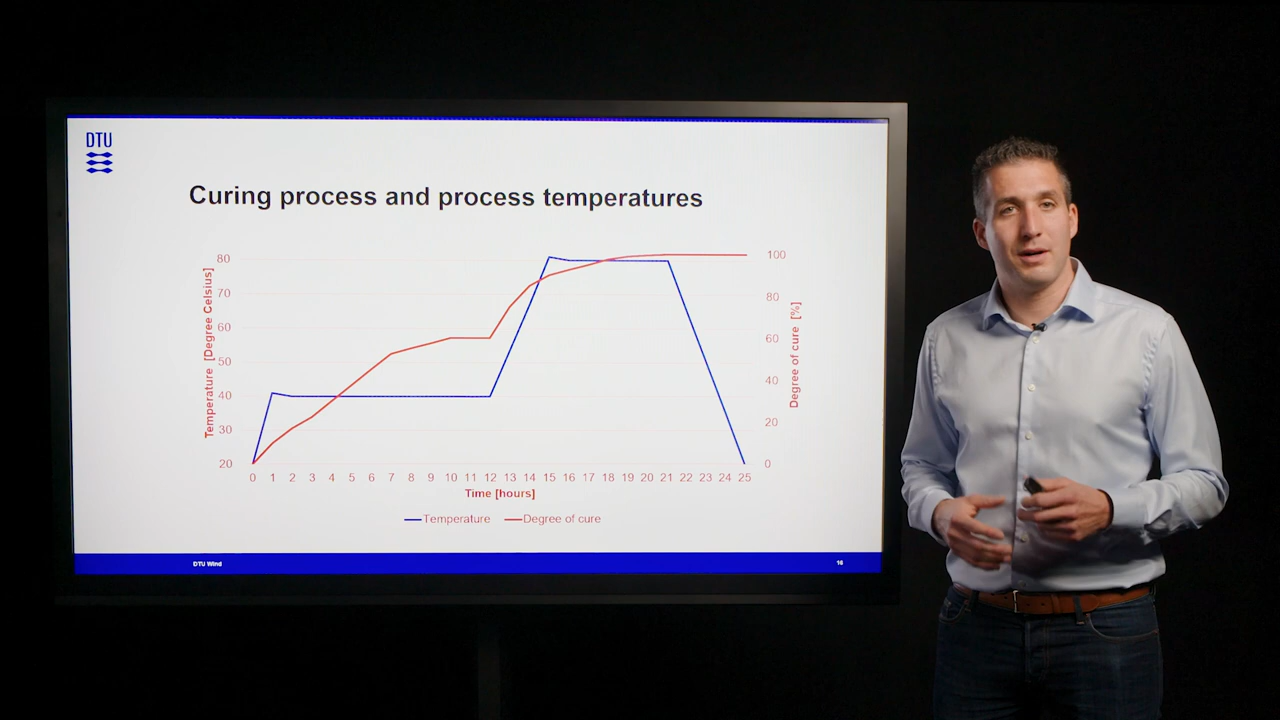 DTU
Curing process and process temperatures
80
70
60
50
40
30
20
Temperature [Degree Celsius]
100
80
60
40
20
0
Degree of cure [%]
0 1 2 3 4 5 6 7 8 9 10 11 12 13 14 15 16 17 18 19 20 21 22 23 24 25
Time [hours]
Temperature Degree of cure
DTU Wind 16